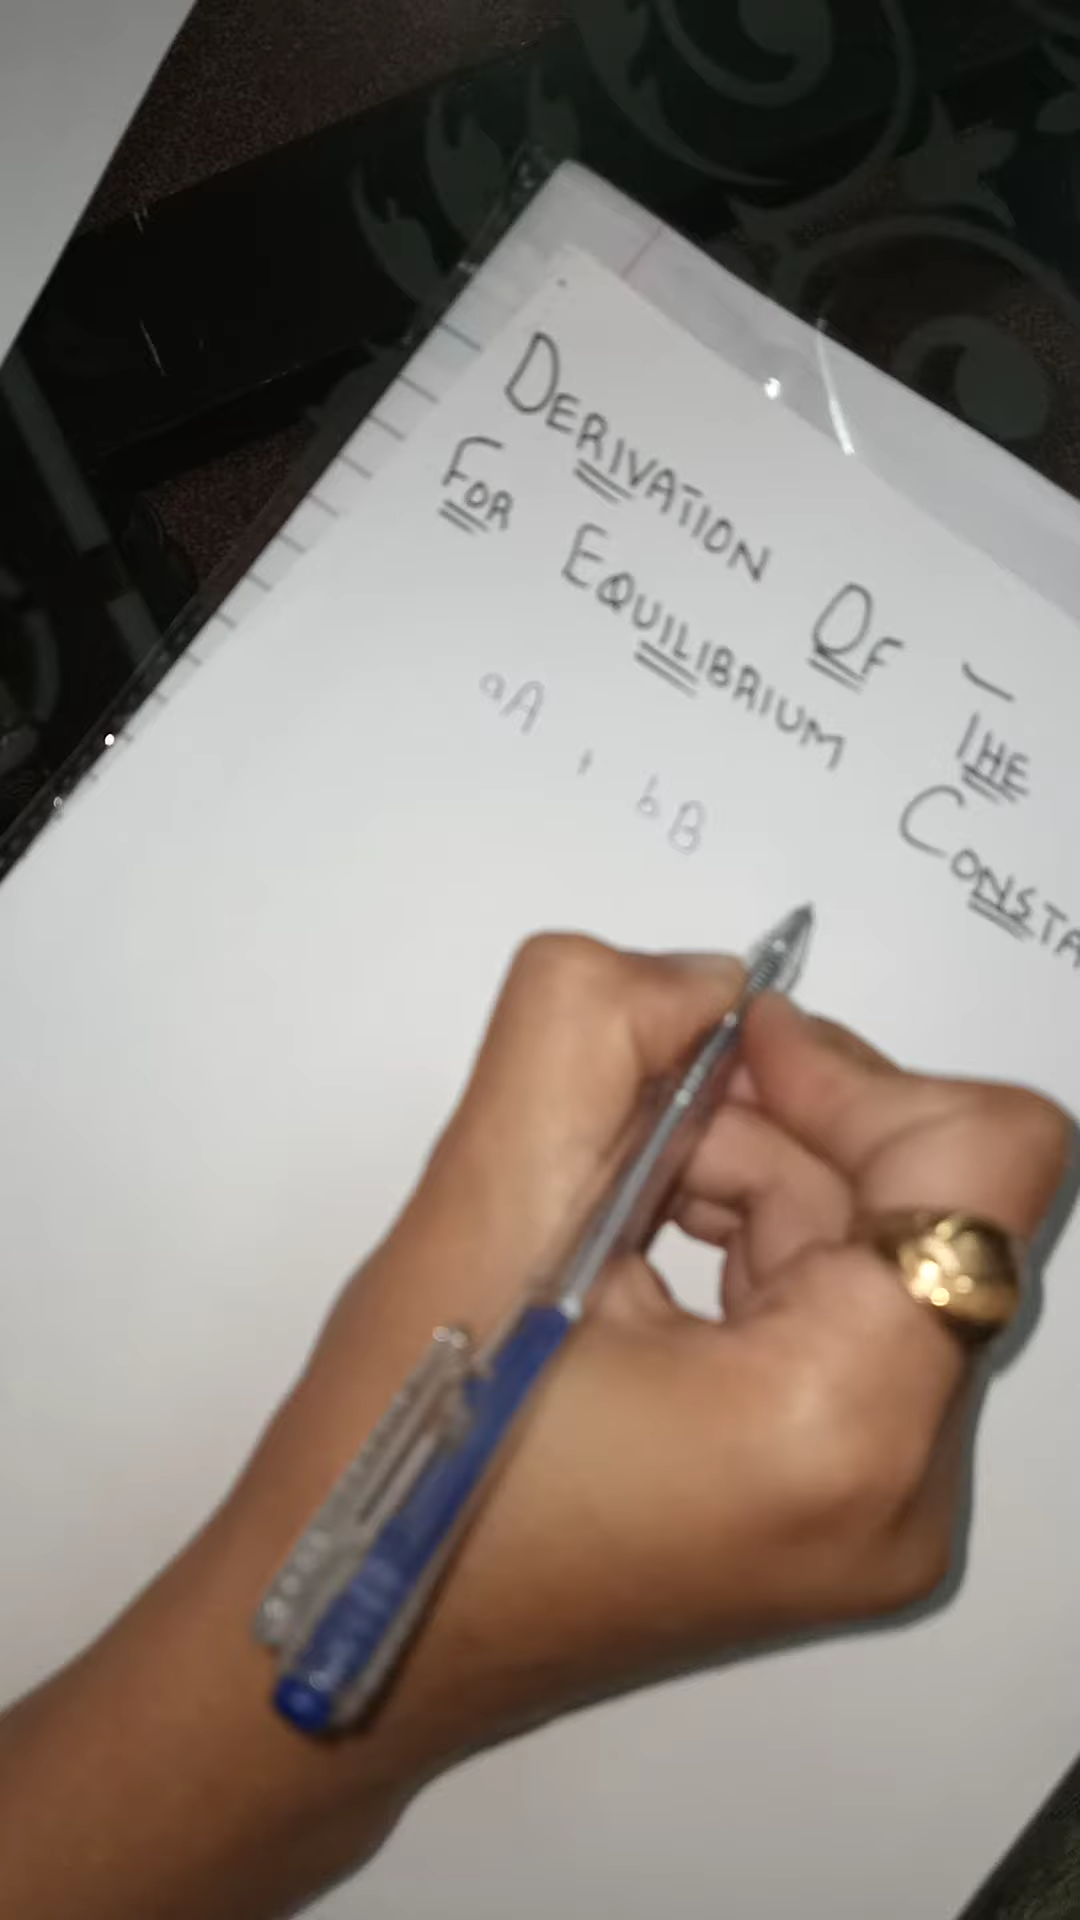 DERIVATION OF THE
FOR EQUILIBRIUM CONSTA
aA + bB